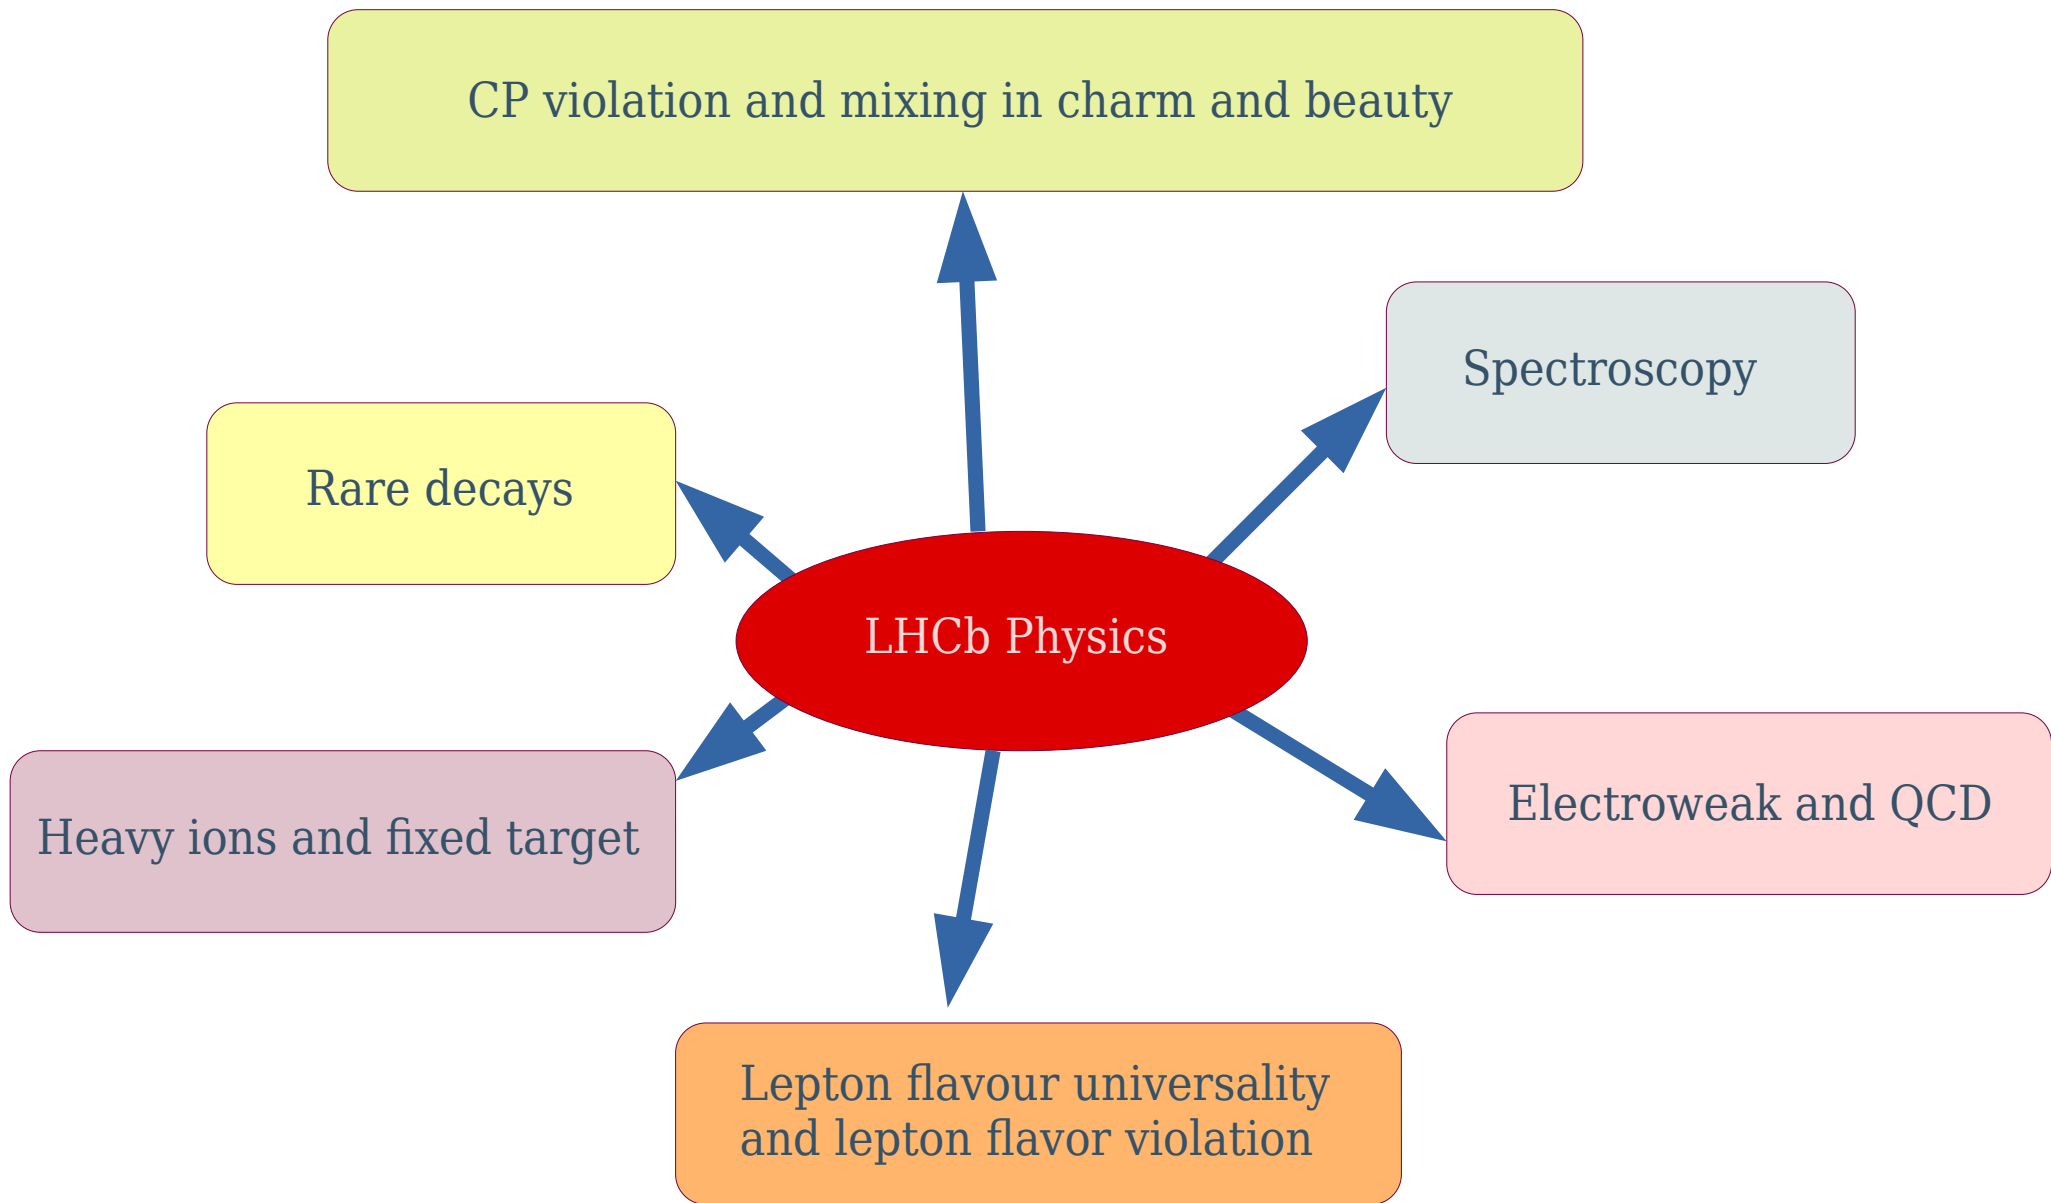 CP violation and mixing in charm and beauty
Spectroscopy
Rare decays
LHCb Physics
Electroweak and QCD
Heavy ions and fixed target
Lepton flavour universality
and lepton flavor violation